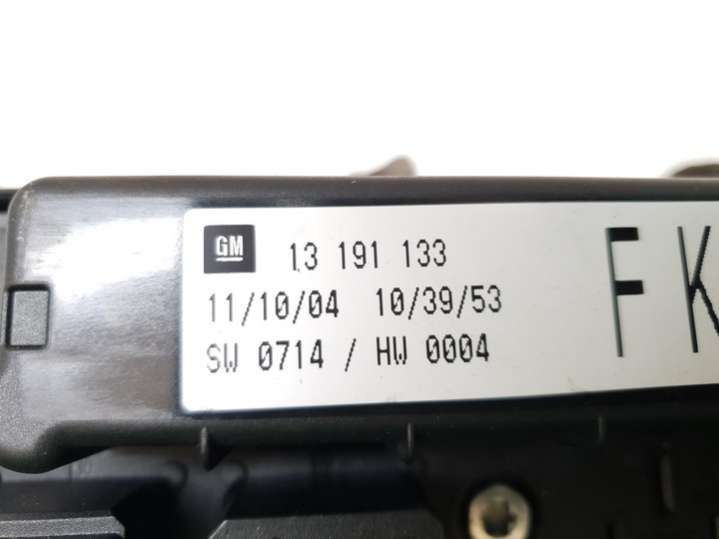 GM 13 191 133
11/10/04 10/39/53
SW 0714 / HW 0004
FK